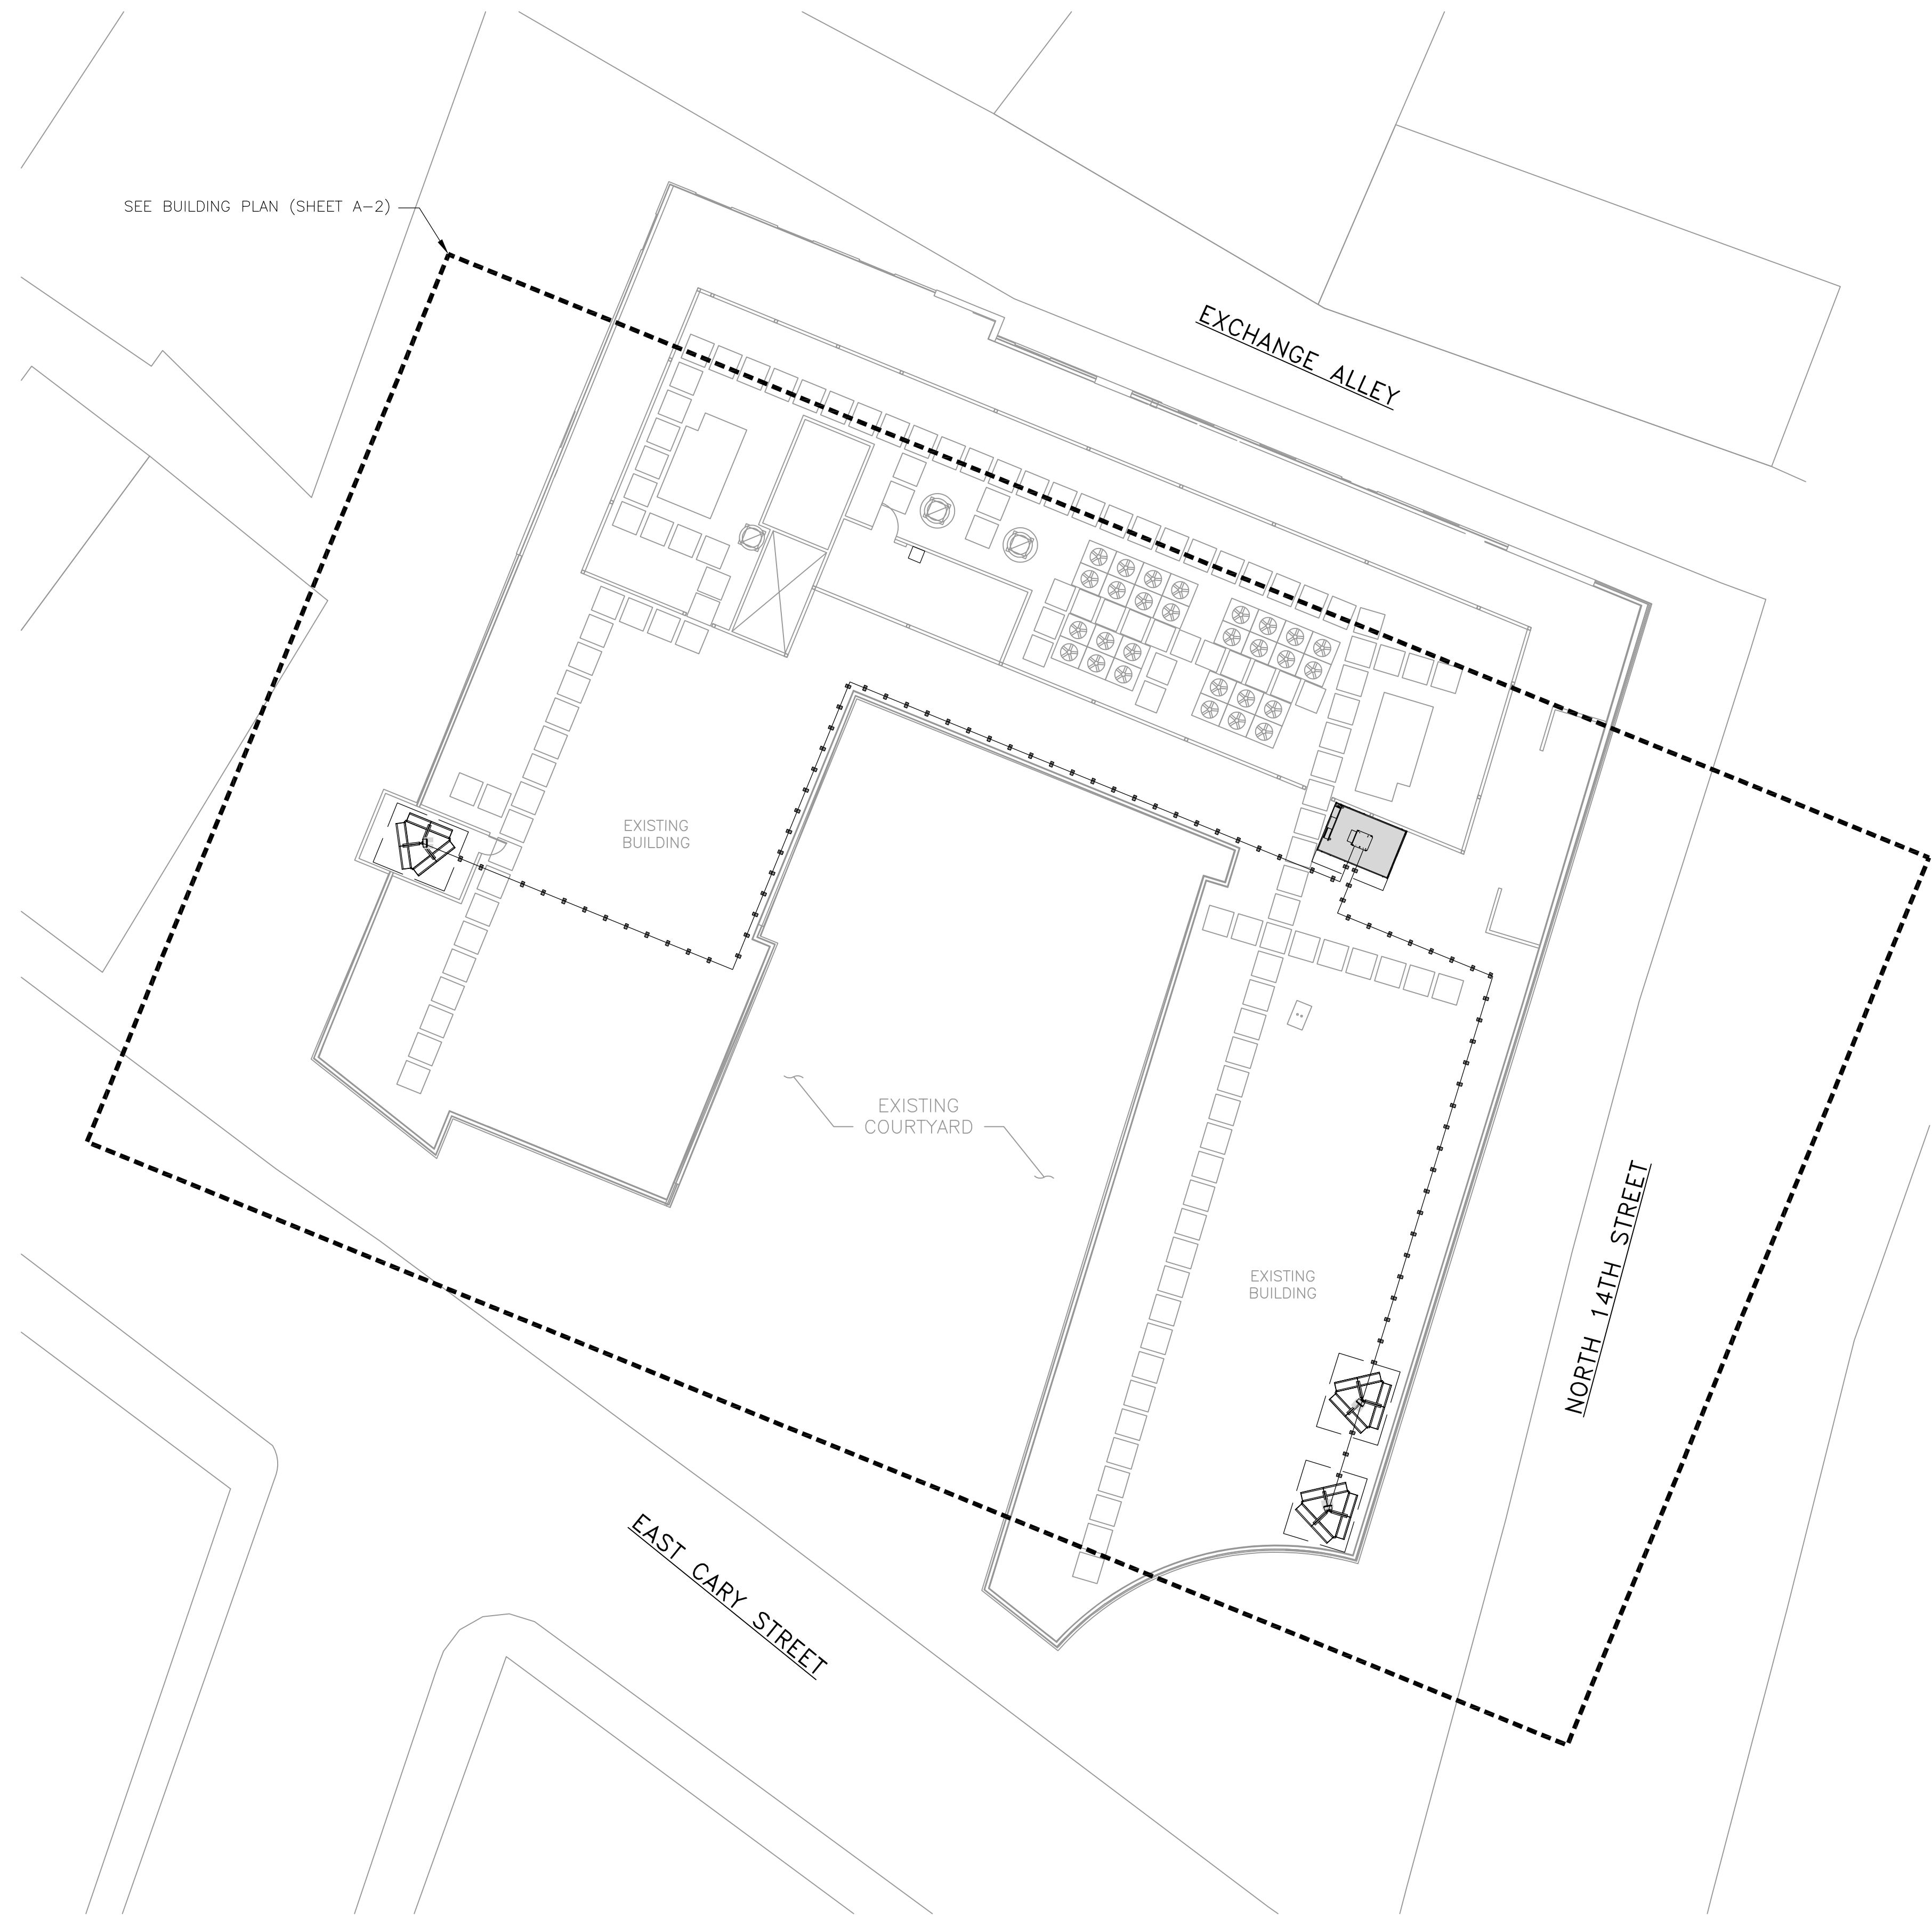 SEE BUILDING PLAN (SHEET A-2)
EXCHANGE ALLEY
EXISTING
BUILDING
EXISTING
COURTYARD
EXISTING
BUILDING
NORTH 14TH STREET
EAST CARY STREET